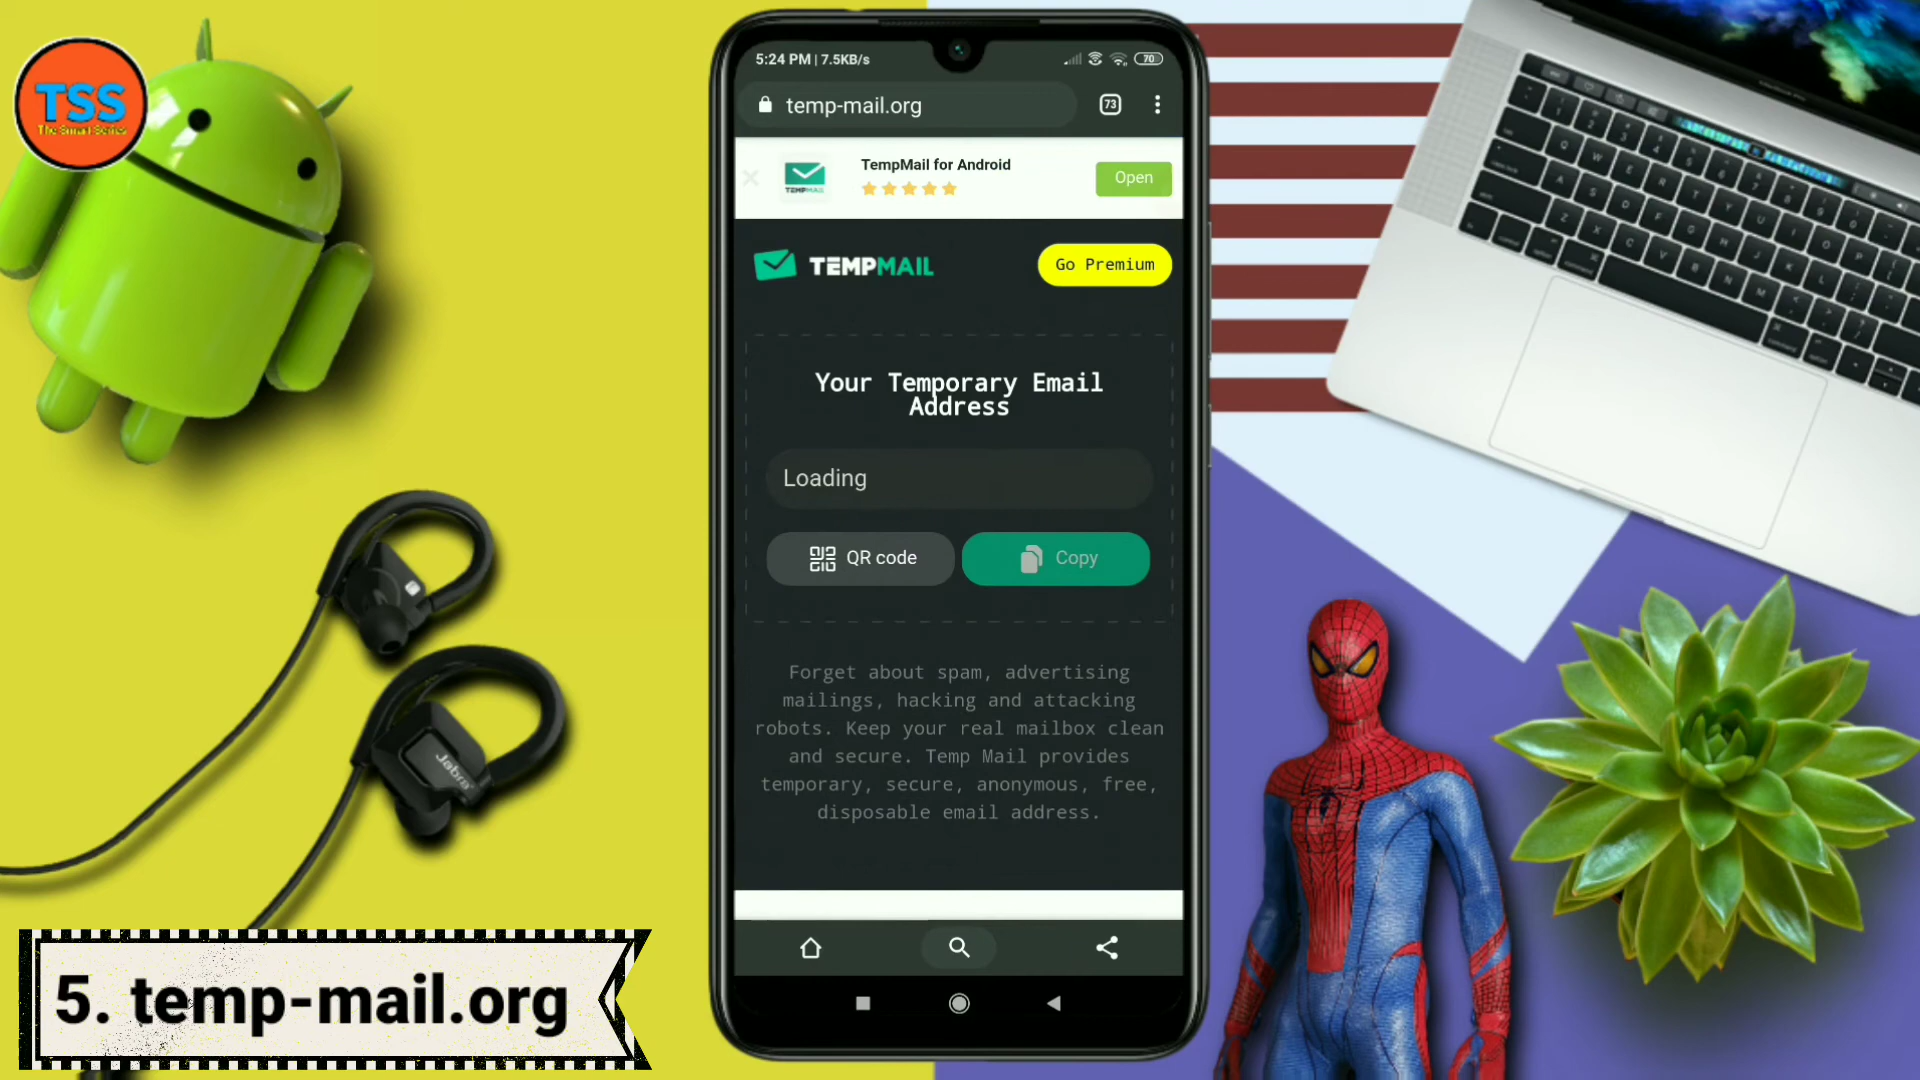 TSS
The Smart Series
5:24 PM | 7.5KB/s
70
temp-mail.org
73
TempMail for Android
TEMPMAIL
Open
TEMPMAIL
Go Premium
Your Temporary Email
Address
Loading
QR code
Copy
Forget about spam, advertising
mailings, hacking and attacking
robots. Keep your real mailbox clean
and secure. Temp Mail provides
temporary, secure, anonymous, free,
disposable email address.
Jabra
5. temp-mail.org